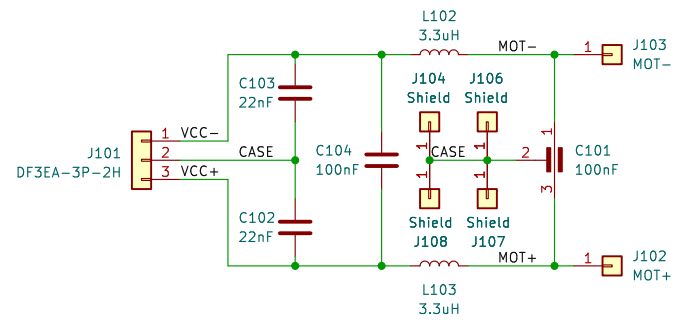 L102
3.3uH
MOT-
1
J103
MOT-
C103
22nF
J104
Shield
J106
Shield
J101
DF3EA-3P-2H
1
VCC-
2
CASE
3
VCC+
C104
100nF
1
1
CASE
1
1
2
1
3
C101
100nF
C102
22nF
Shield
J108
Shield
J107
MOT+
1
J102
MOT+
L103
3.3uH